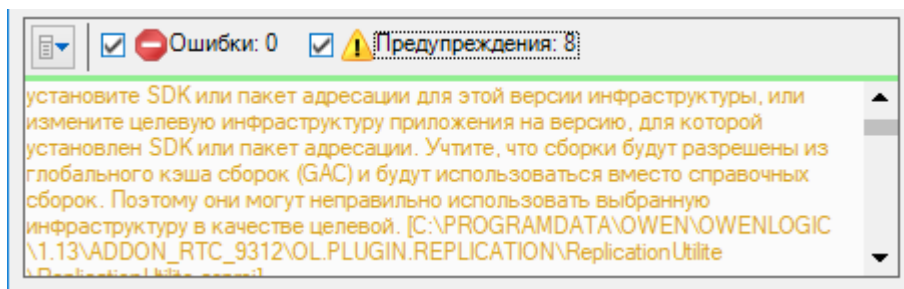 Ошибки: 0 Предупреждения: 8
установите SDK или пакет адресации для этой версии инфраструктуры, или
измените целевую инфраструктуру приложения на версию, для которой
установлен SDK или пакет адресации. Учтите, что сборки будут разрешены из
глобального кэша сборок (GAC) и будут использоваться вместо справочных
сборок. Поэтому они могут неправильно использовать выбранную
инфраструктуру в качестве целевой. [C:\PROGRAMDATA\OWEN\OWENLOGIC
\1.13\ADDON_RTC_9312\OL.PLUGIN.REPLICATION\ReplicationUtilite